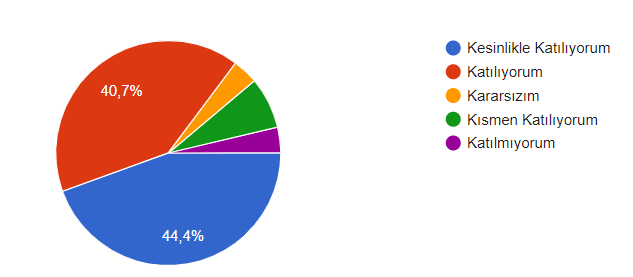 Kesinlikle Katılıyorum
Katılıyorum
Kararsızım
Kısmen Katılıyorum
Katılmıyorum
40,7%
44,4%